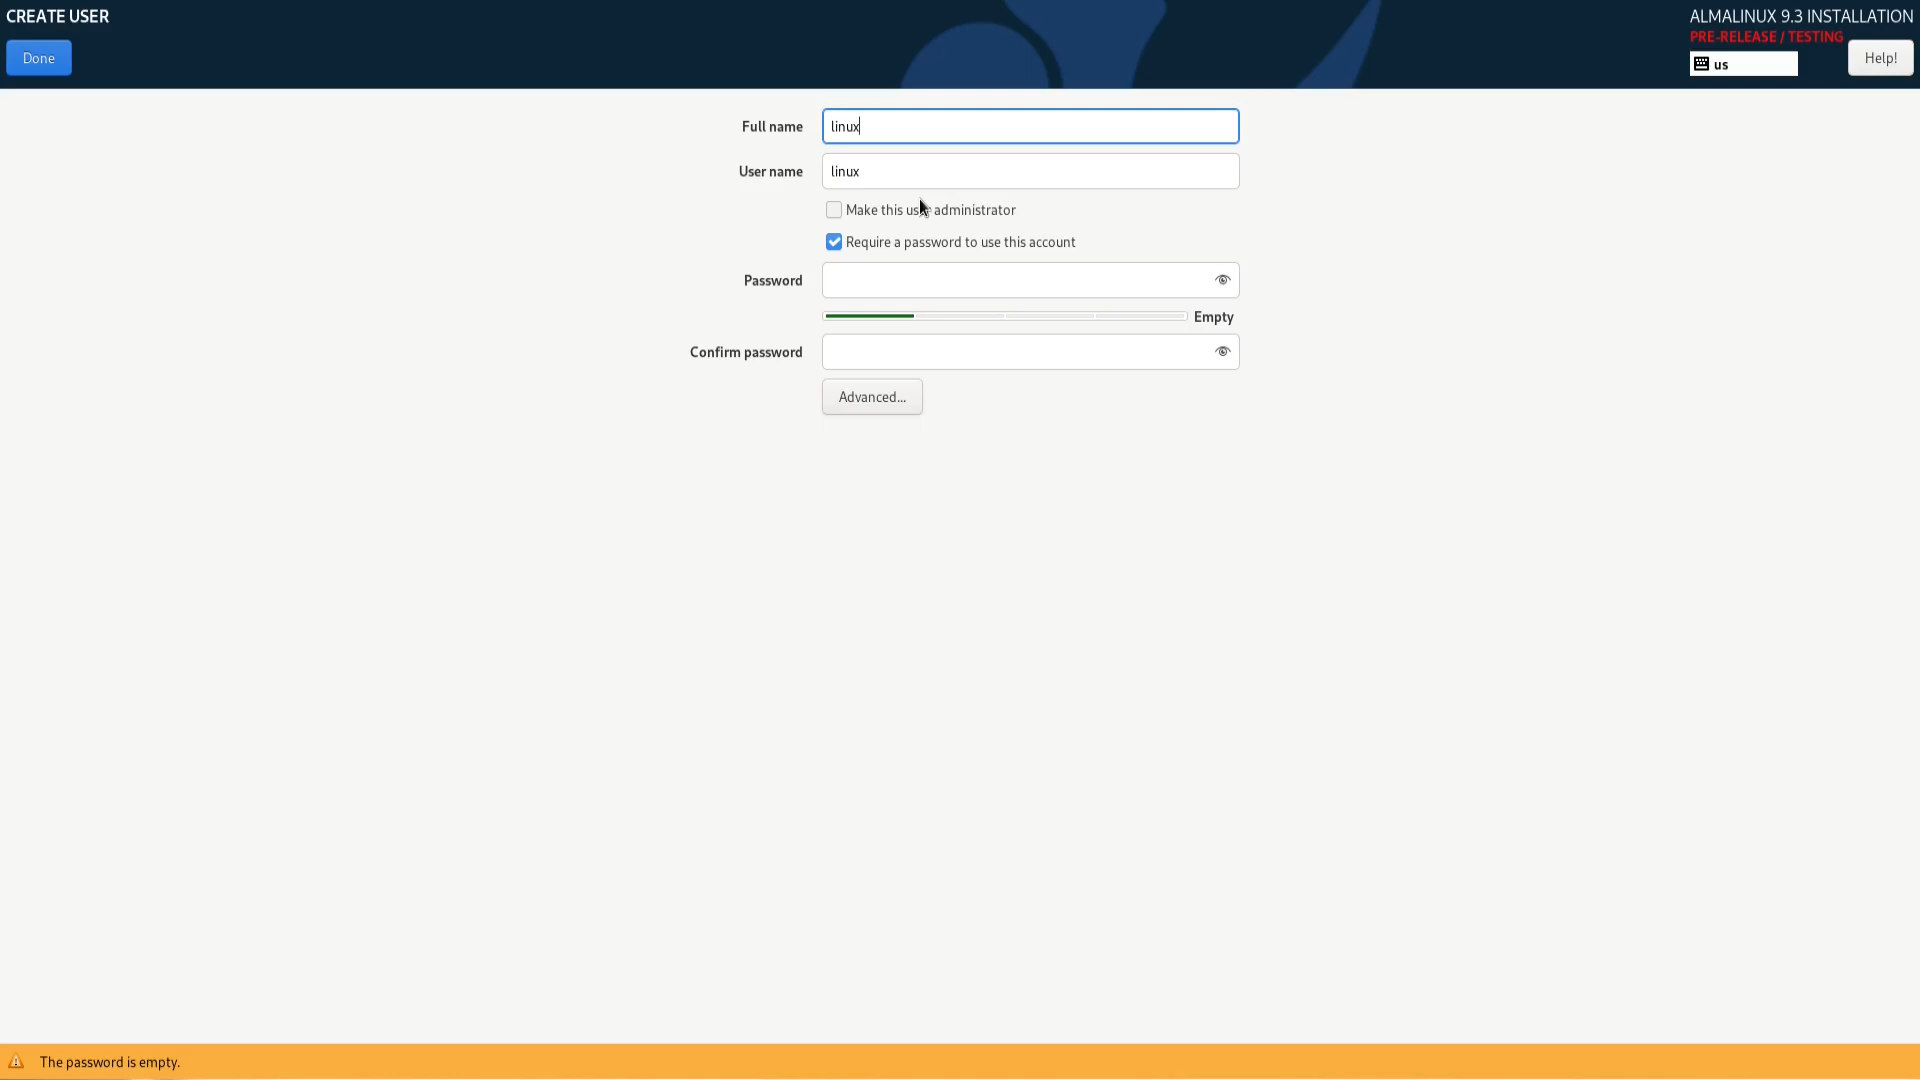 CREATE USER
ALMALINUX 9.3 INSTALLATION
PRE-RELEASE / TESTING
Done
us
Help!
Full name
linux
User name
linux
Make this user administrator
Require a password to use this account
Password
Empty
Confirm password
Advanced...
The password is empty.